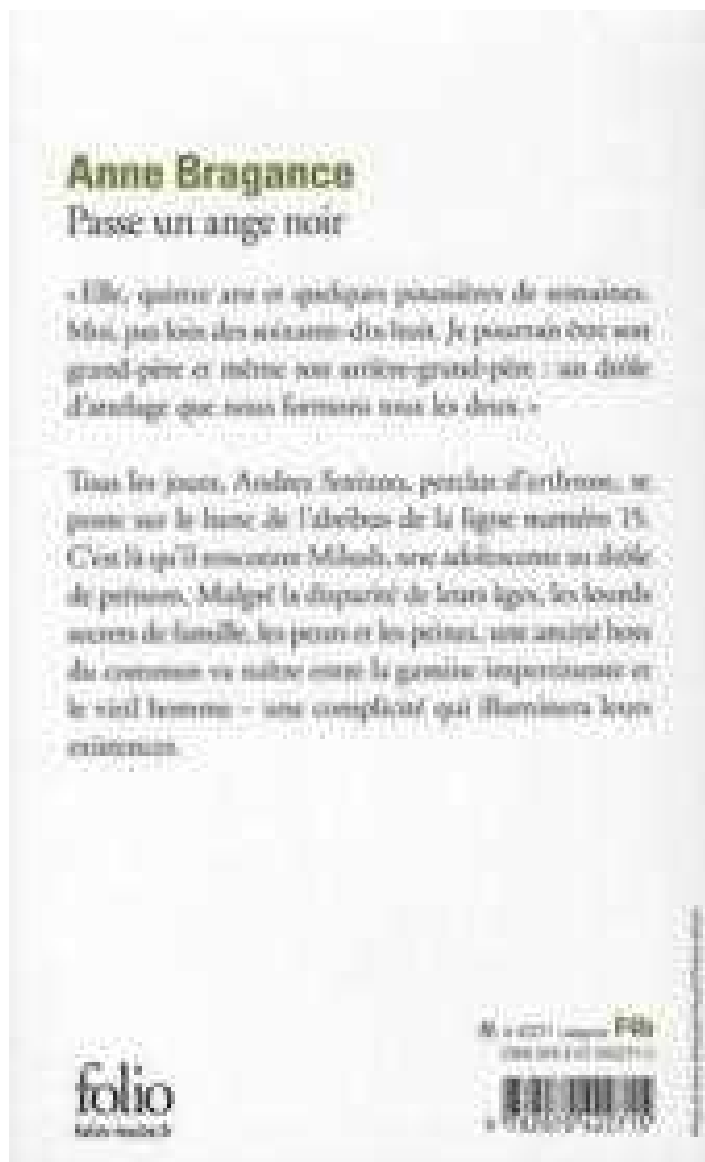 Anne Bragance
Passe un ange noir
« Elle, quinze ans et quelques poussières de semaines.
Moi, pas loin des soixante-dix-huit. Je pourrais être son
grand-père et même son arrière-grand-père : un drôle
d'attelage que nous formons tous les deux. »
Tous les jours, Andrea perclus d'arthrose, se
poste sur le banc de l'abribus de la ligne numéro 15.
C'est là qu'il rencontre une adolescente au drôle
de prénom. Malgré la disparité de leurs âges, les lourds
secrets de famille, les peurs et les peines, une amitié hors
du commun va naître entre la gamine impertinente et
le vieil homme – une complicité qui illuminera leurs
existences.
folio